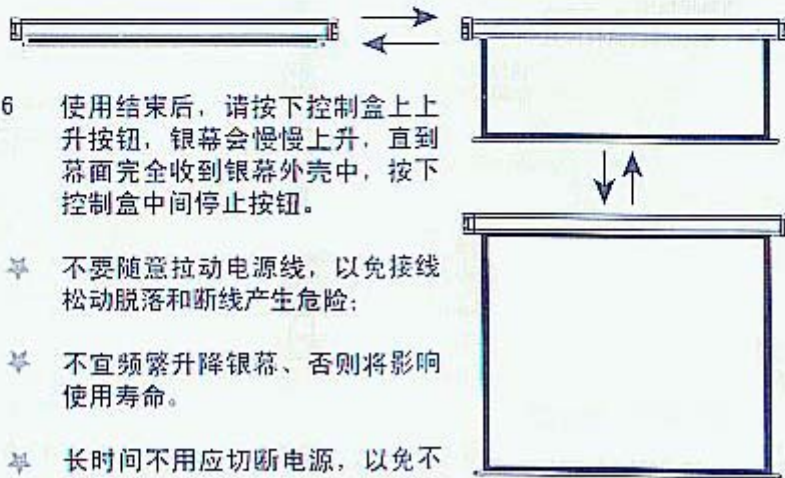 6 使用结束后，请按下控制盒上上
升按钮，银幕会慢慢上升，直到
幕面完全收到银幕外壳中，按下
控制盒中间停止按钮。
不要随意拉动电源线，以免接线
松动脱落和断线产生危险；
不宜频繁升降银幕、否则将影响
使用寿命。
长时间不用应切断电源，以免不